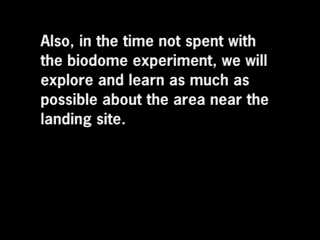 Also, in the time not spent with
the biodome experiment, we will
explore and learn as much as
possible about the area near the
landing site.